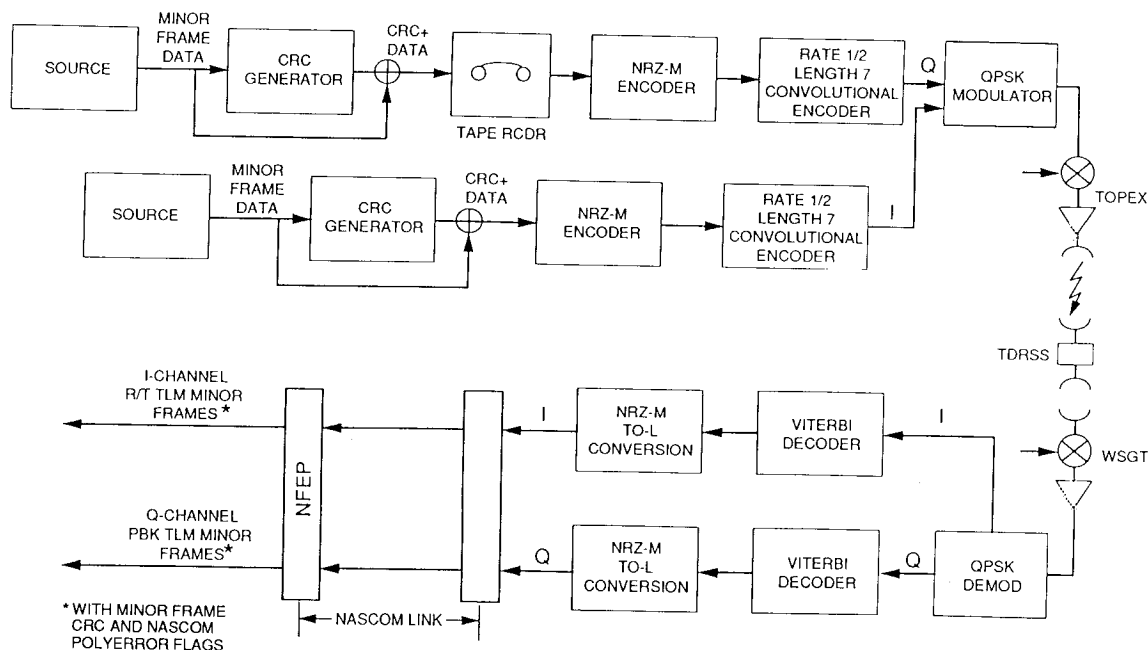 MINOR
FRAME
DATA
SOURCE
CRC
GENERATOR
CRC+
DATA
TAPE RCDR
NRZ-M
ENCODER
RATE 1/2
LENGTH 7
CONVOLUTIONAL
ENCODER
Q
QPSK
MODULATOR
SOURCE
MINOR
FRAME
DATA
CRC
GENERATOR
CRC+
DATA
NRZ-M
ENCODER
RATE 1/2
LENGTH 7
CONVOLUTIONAL
ENCODER
I
TOPEX
TDRSS
I-CHANNEL
R/T TLM MINOR
FRAMES*
NFEP
I
NRZ-M
TO-L
CONVERSION
VITERBI
DECODER
I
WSGT
Q-CHANNEL
PBK TLM MINOR
FRAMES*
Q
NRZ-M
TO-L
CONVERSION
VITERBI
DECODER
Q
QPSK
DEMOD
* WITH MINOR FRAME
CRC AND NASCOM
POLYERROR FLAGS
NASCOM LINK